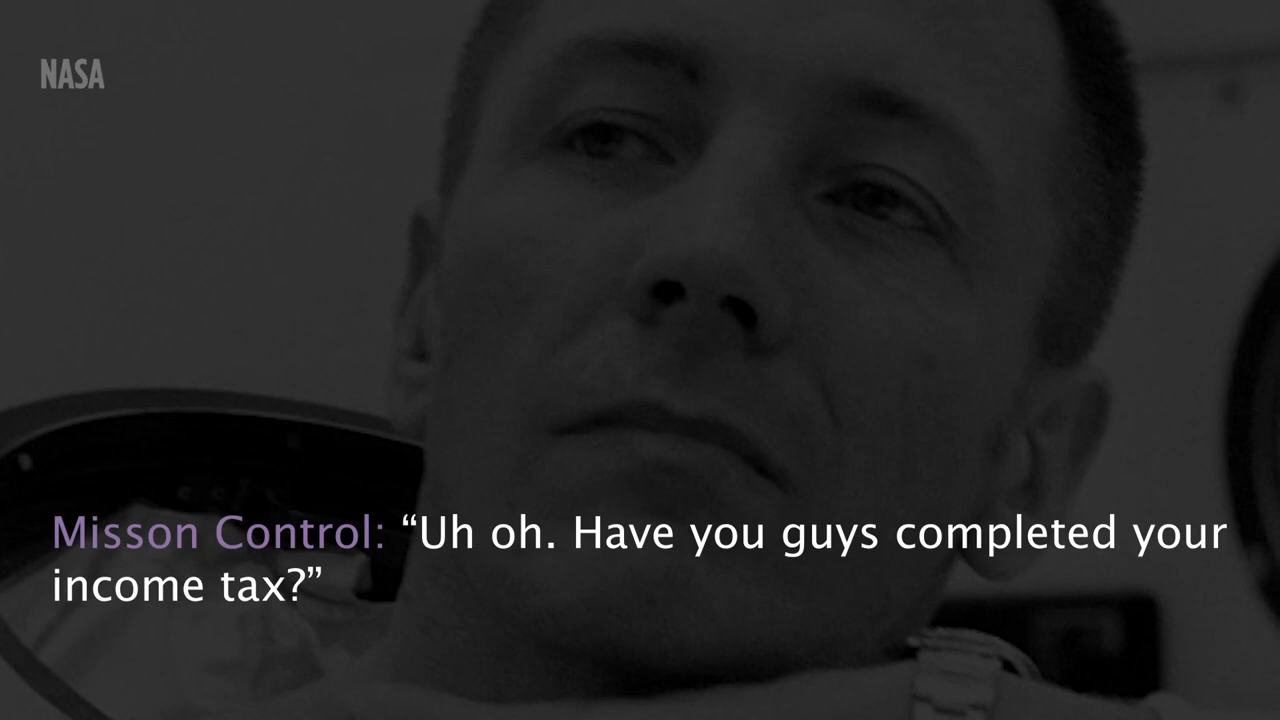 NASA
Misson Control: “Uh oh. Have you guys completed your
income tax?”